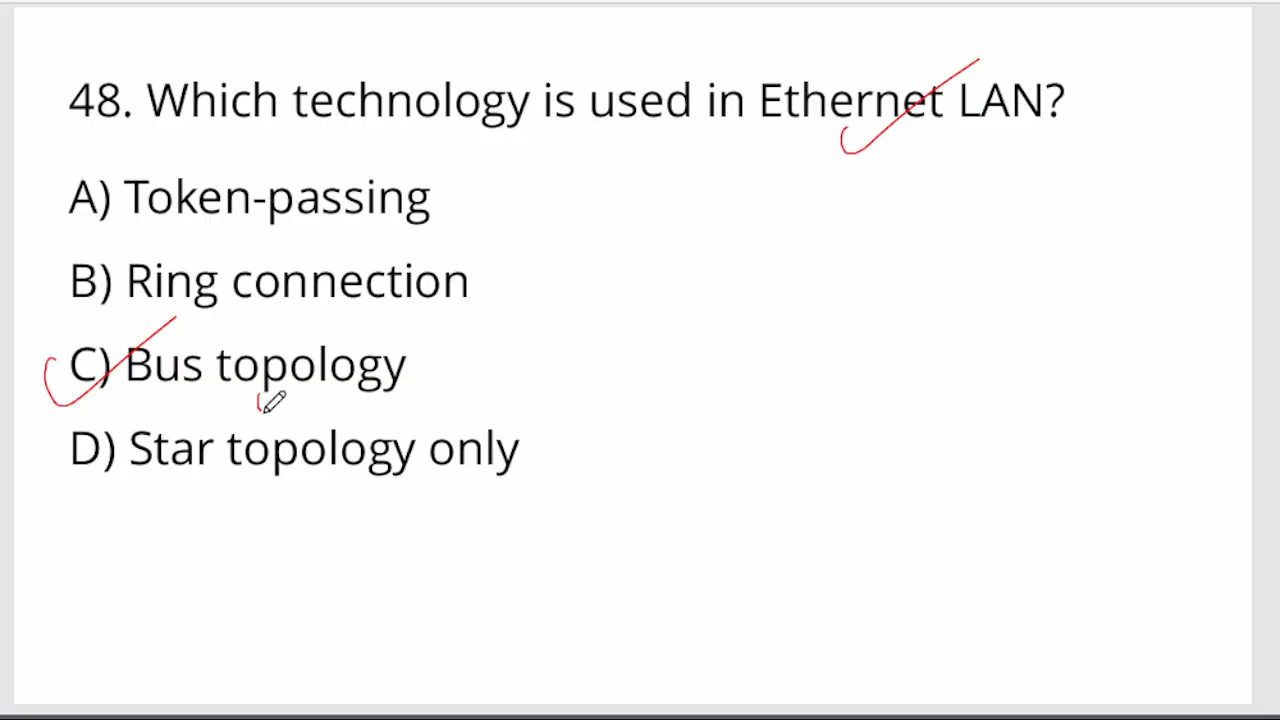 48. Which technology is used in Ethernet LAN?
A) Token-passing
B) Ring connection
C) Bus topology
D) Star topology only